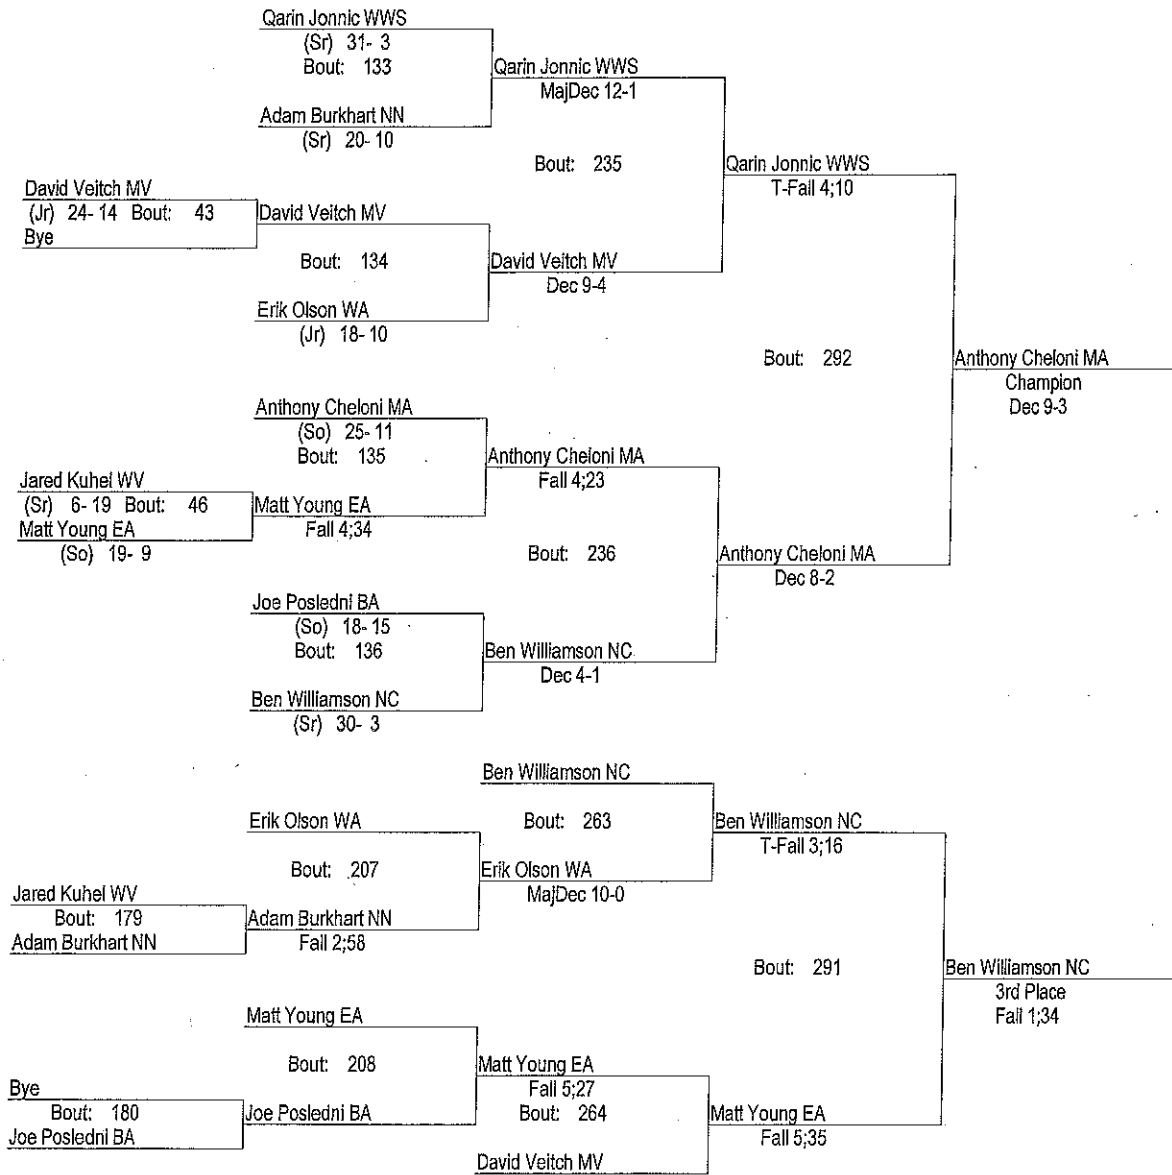 Qarin Jonnic WWS
(Sr) 31- 3
Bout: 133
Qarin Jonnic WWS
MajDec 12-1
Adam Burkhart NN
(Sr) 20- 10
Bout: 235
Qarin Jonnic WWS
T-Fall 4;10
David Veitch MV
(Jr) 24- 14 Bout: 43
David Veitch MV
Bye
Bout: 134
David Veitch MV
Dec 9-4
Erik Olson WA
(Jr) 18- 10
Bout: 292
Anthony Cheloni MA
Champion
Dec 9-3
Anthony Cheloni MA
(So) 25- 11
Bout: 135
Anthony Cheloni MA
Fall 4;23
Jared Kuhel WV
(Sr) 6- 19 Bout: 46
Matt Young EA
Fall 4;34
Matt Young EA
(So) 19- 9
Bout: 236
Anthony Cheloni MA
Dec 8-2
Joe Posledni BA
(So) 18- 15
Bout: 136
Ben Williamson NC
Dec 4-1
Ben Williamson NC
(Sr) 30- 3
Ben Williamson NC
Erik Olson WA
Bout: 263
Ben Williamson NC
T-Fall 3;16
Bout: 207
Erik Olson WA
MajDec 10-0
Jared Kuhel WV
Bout: 179
Adam Burkhart NN
Fall 2;58
Adam Burkhart NN
Bout: 291
Ben Williamson NC
3rd Place
Fall 1;34
Matt Young EA
Bout: 208
Matt Young EA
Fall 5;27
Bye
Bout: 180
Joe Posledni BA
Bout: 264
Matt Young EA
Fall 5;35
Joe Posledni BA
David Veitch MV